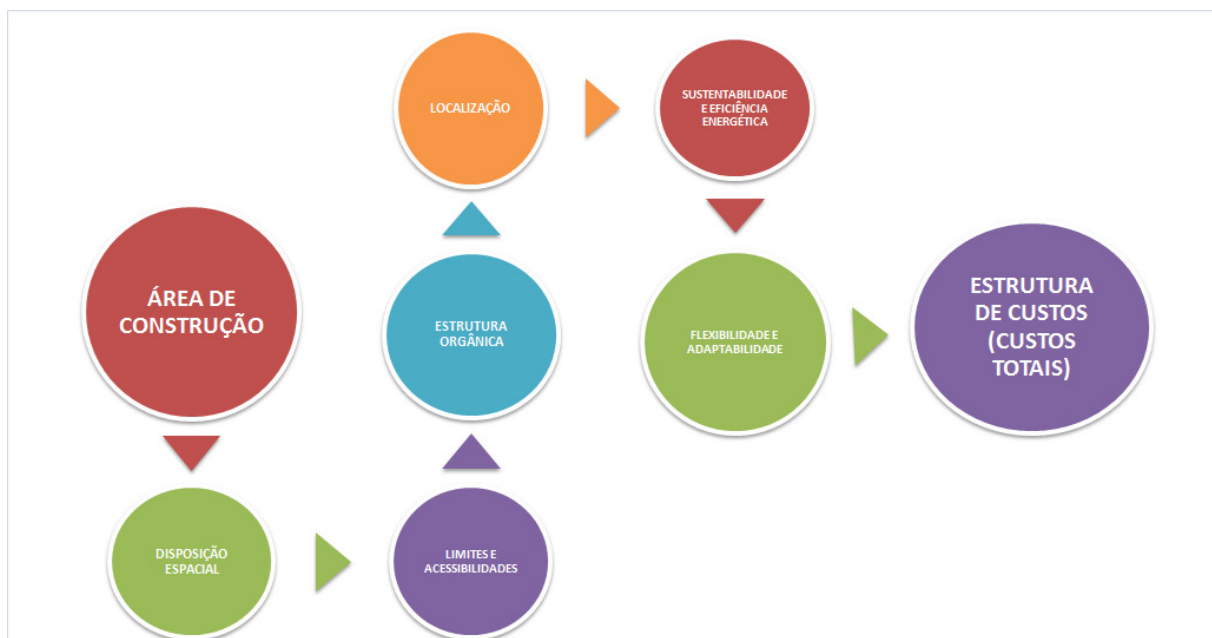 ÁREA DE
CONSTRUÇÃO
DISPOSIÇÃO
ESPACIAL
LIMITES E
ACESSIBILIDADES
ESTRUTURA
ORGÂNICA
LOCALIZAÇÃO
SUSTENTABILIDADE
E EFICIÊNCIA
ENERGÉTICA
FLEXIBILIDADE E
ADAPTABILIDADE
ESTRUTURA
DE CUSTOS
(CUSTOS
TOTAIS)